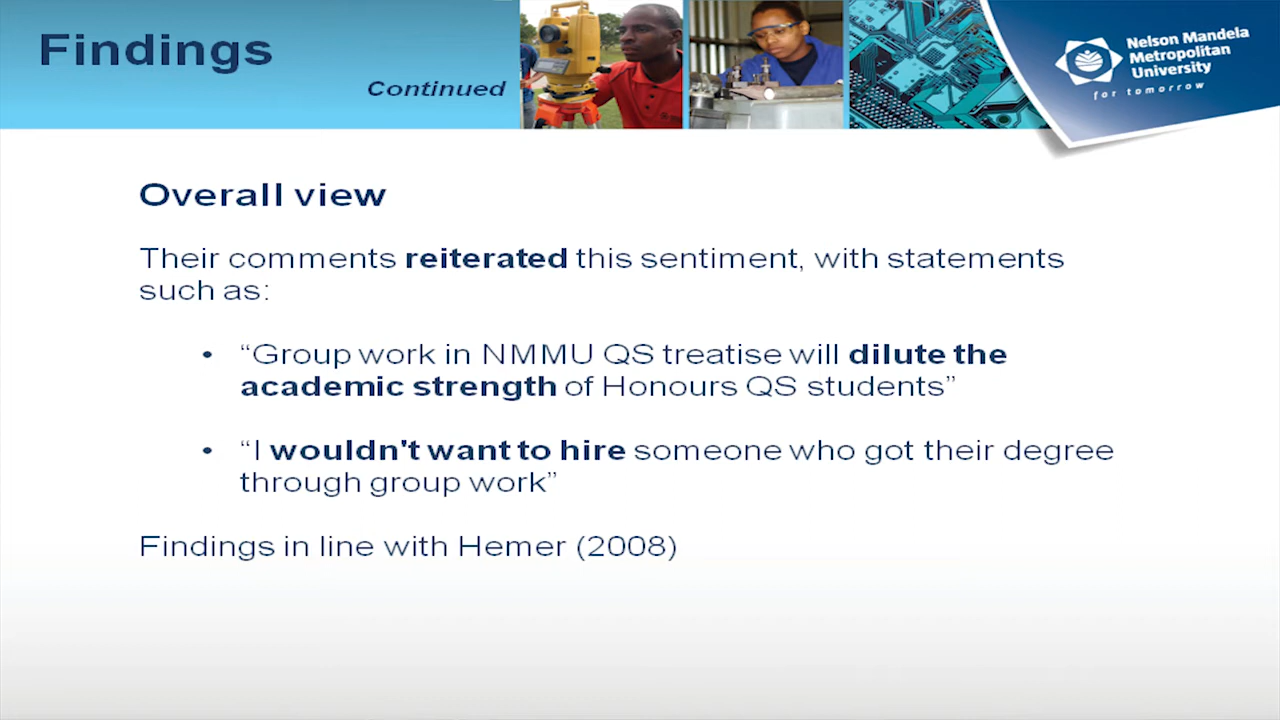 Findings
Continued
Nelson Mandela
Metropolitan
University
for tomorrow
Overall view
Their comments reiterated this sentiment, with statements
such as:
• “Group work in NMMU QS treatise will dilute the
academic strength of Honours QS students”
• “I wouldn't want to hire someone who got their degree
through group work”
Findings in line with Hemer (2008)